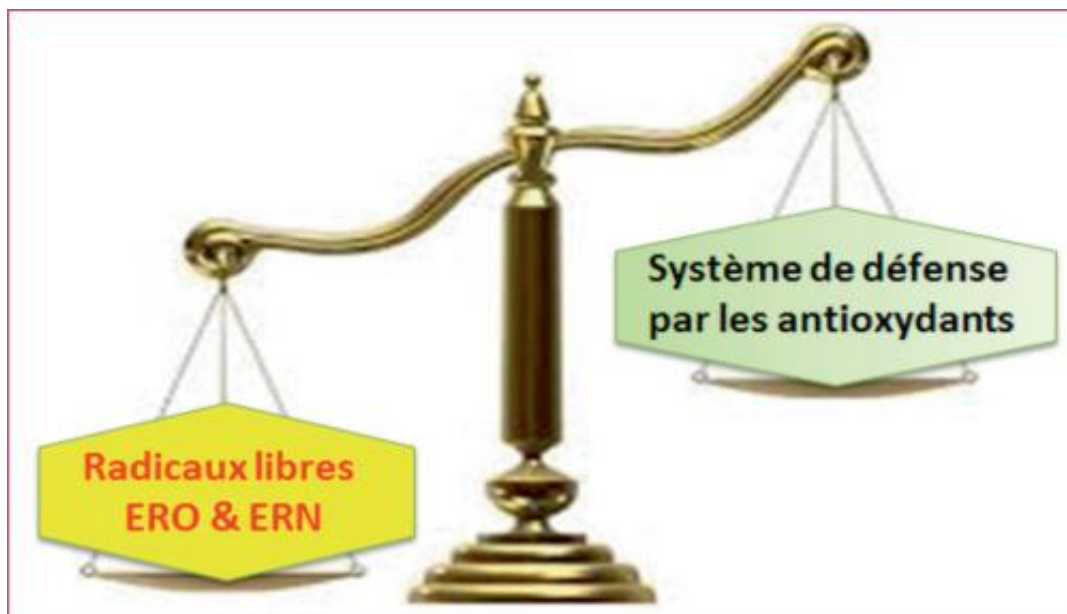 Système de défense
par les antioxydants
Radicaux libres
ERO & ERN